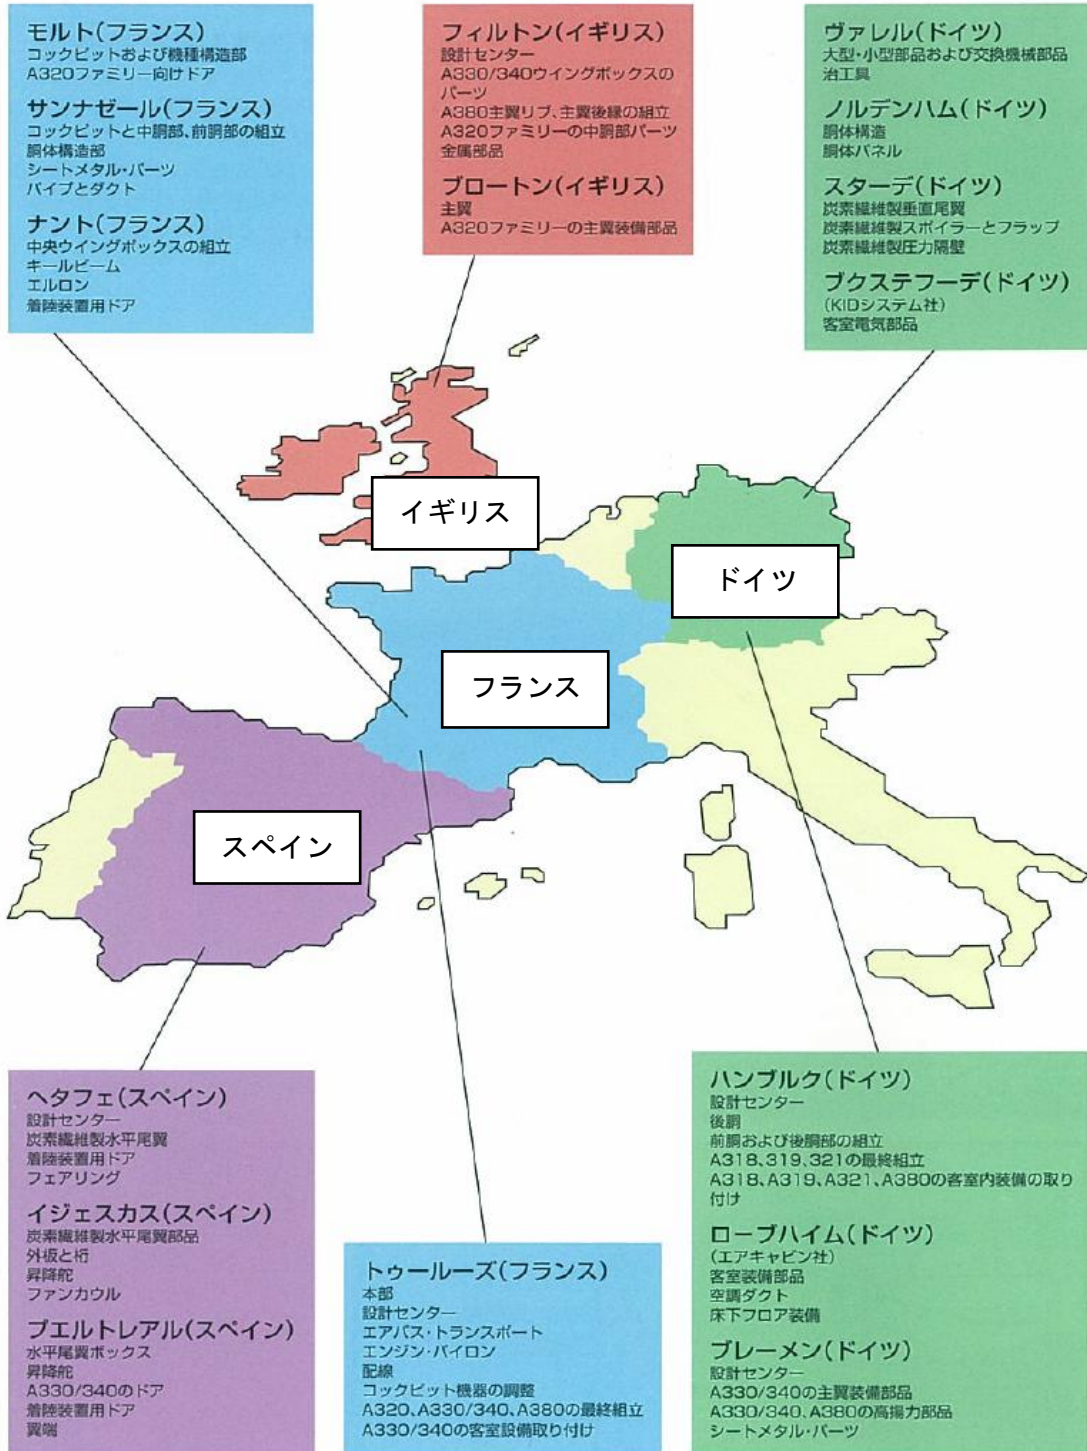 モルト(フランス)
コックピットおよび機種構造部
A320ファミリー向けドア
サンナゼール(フランス)
コックピットと中胴部、前胴部の組立
胴体構造部
シートメタル・パーツ
パイプとダクト
ナント(フランス)
中央ウイングボックスの組立
キールビーム
エルロン
着陸装置用ドア
フィルトン(イギリス)
設計センター
A330/340ウイングボックスの
パーツ
A380主翼リブ、主翼後縁の組立
A320ファミリーの中胴部パーツ
金属部品
ブロートン(イギリス)
主翼
A320ファミリーの主翼装備部品
ヴァレル(ドイツ)
大型・小型部品および交換機械部品
治工具
ノルデンハム(ドイツ)
胴体構造
胴体パネル
スターデ(ドイツ)
炭素繊維製垂直尾翼
炭素繊維製スポイラーとフラップ
炭素繊維製圧力隔壁
ブクステフーデ(ドイツ)
(KIDシステム社)
客室電気部品
イギリス
ドイツ
フランス
スペイン
ヘタフェ(スペイン)
設計センター
炭素繊維製水平尾翼
着陸装置用ドア
フェアリング
イジェスカス(スペイン)
炭素繊維製水平尾翼部品
外板と桁
昇降舵
ファンカウル
プエルトレアル(スペイン)
水平尾翼ボックス
昇降舵
A330/340のドア
着陸装置用ドア
翼端
トゥールーズ(フランス)
本部
設計センター
エアバス・トランスポート
エンジン・パイロン
配線
コックピット機器の調整
A320、A330/340、A380の最終組立
A330/340の客室設備取り付け
ハンブルク(ドイツ)
設計センター
後胴
前胴および後胴部の組立
A318、319、321の最終組立
A318、A319、A321、A380の客室内装備の取り
付け
ローブハイム(ドイツ)
(エアキャビン社)
客室装備部品
空調ダクト
床下フロア装備
ブレーメン(ドイツ)
設計センター
A330/340の主翼装備部品
A330/340、A380の高揚力部品
シートメタル・パーツ